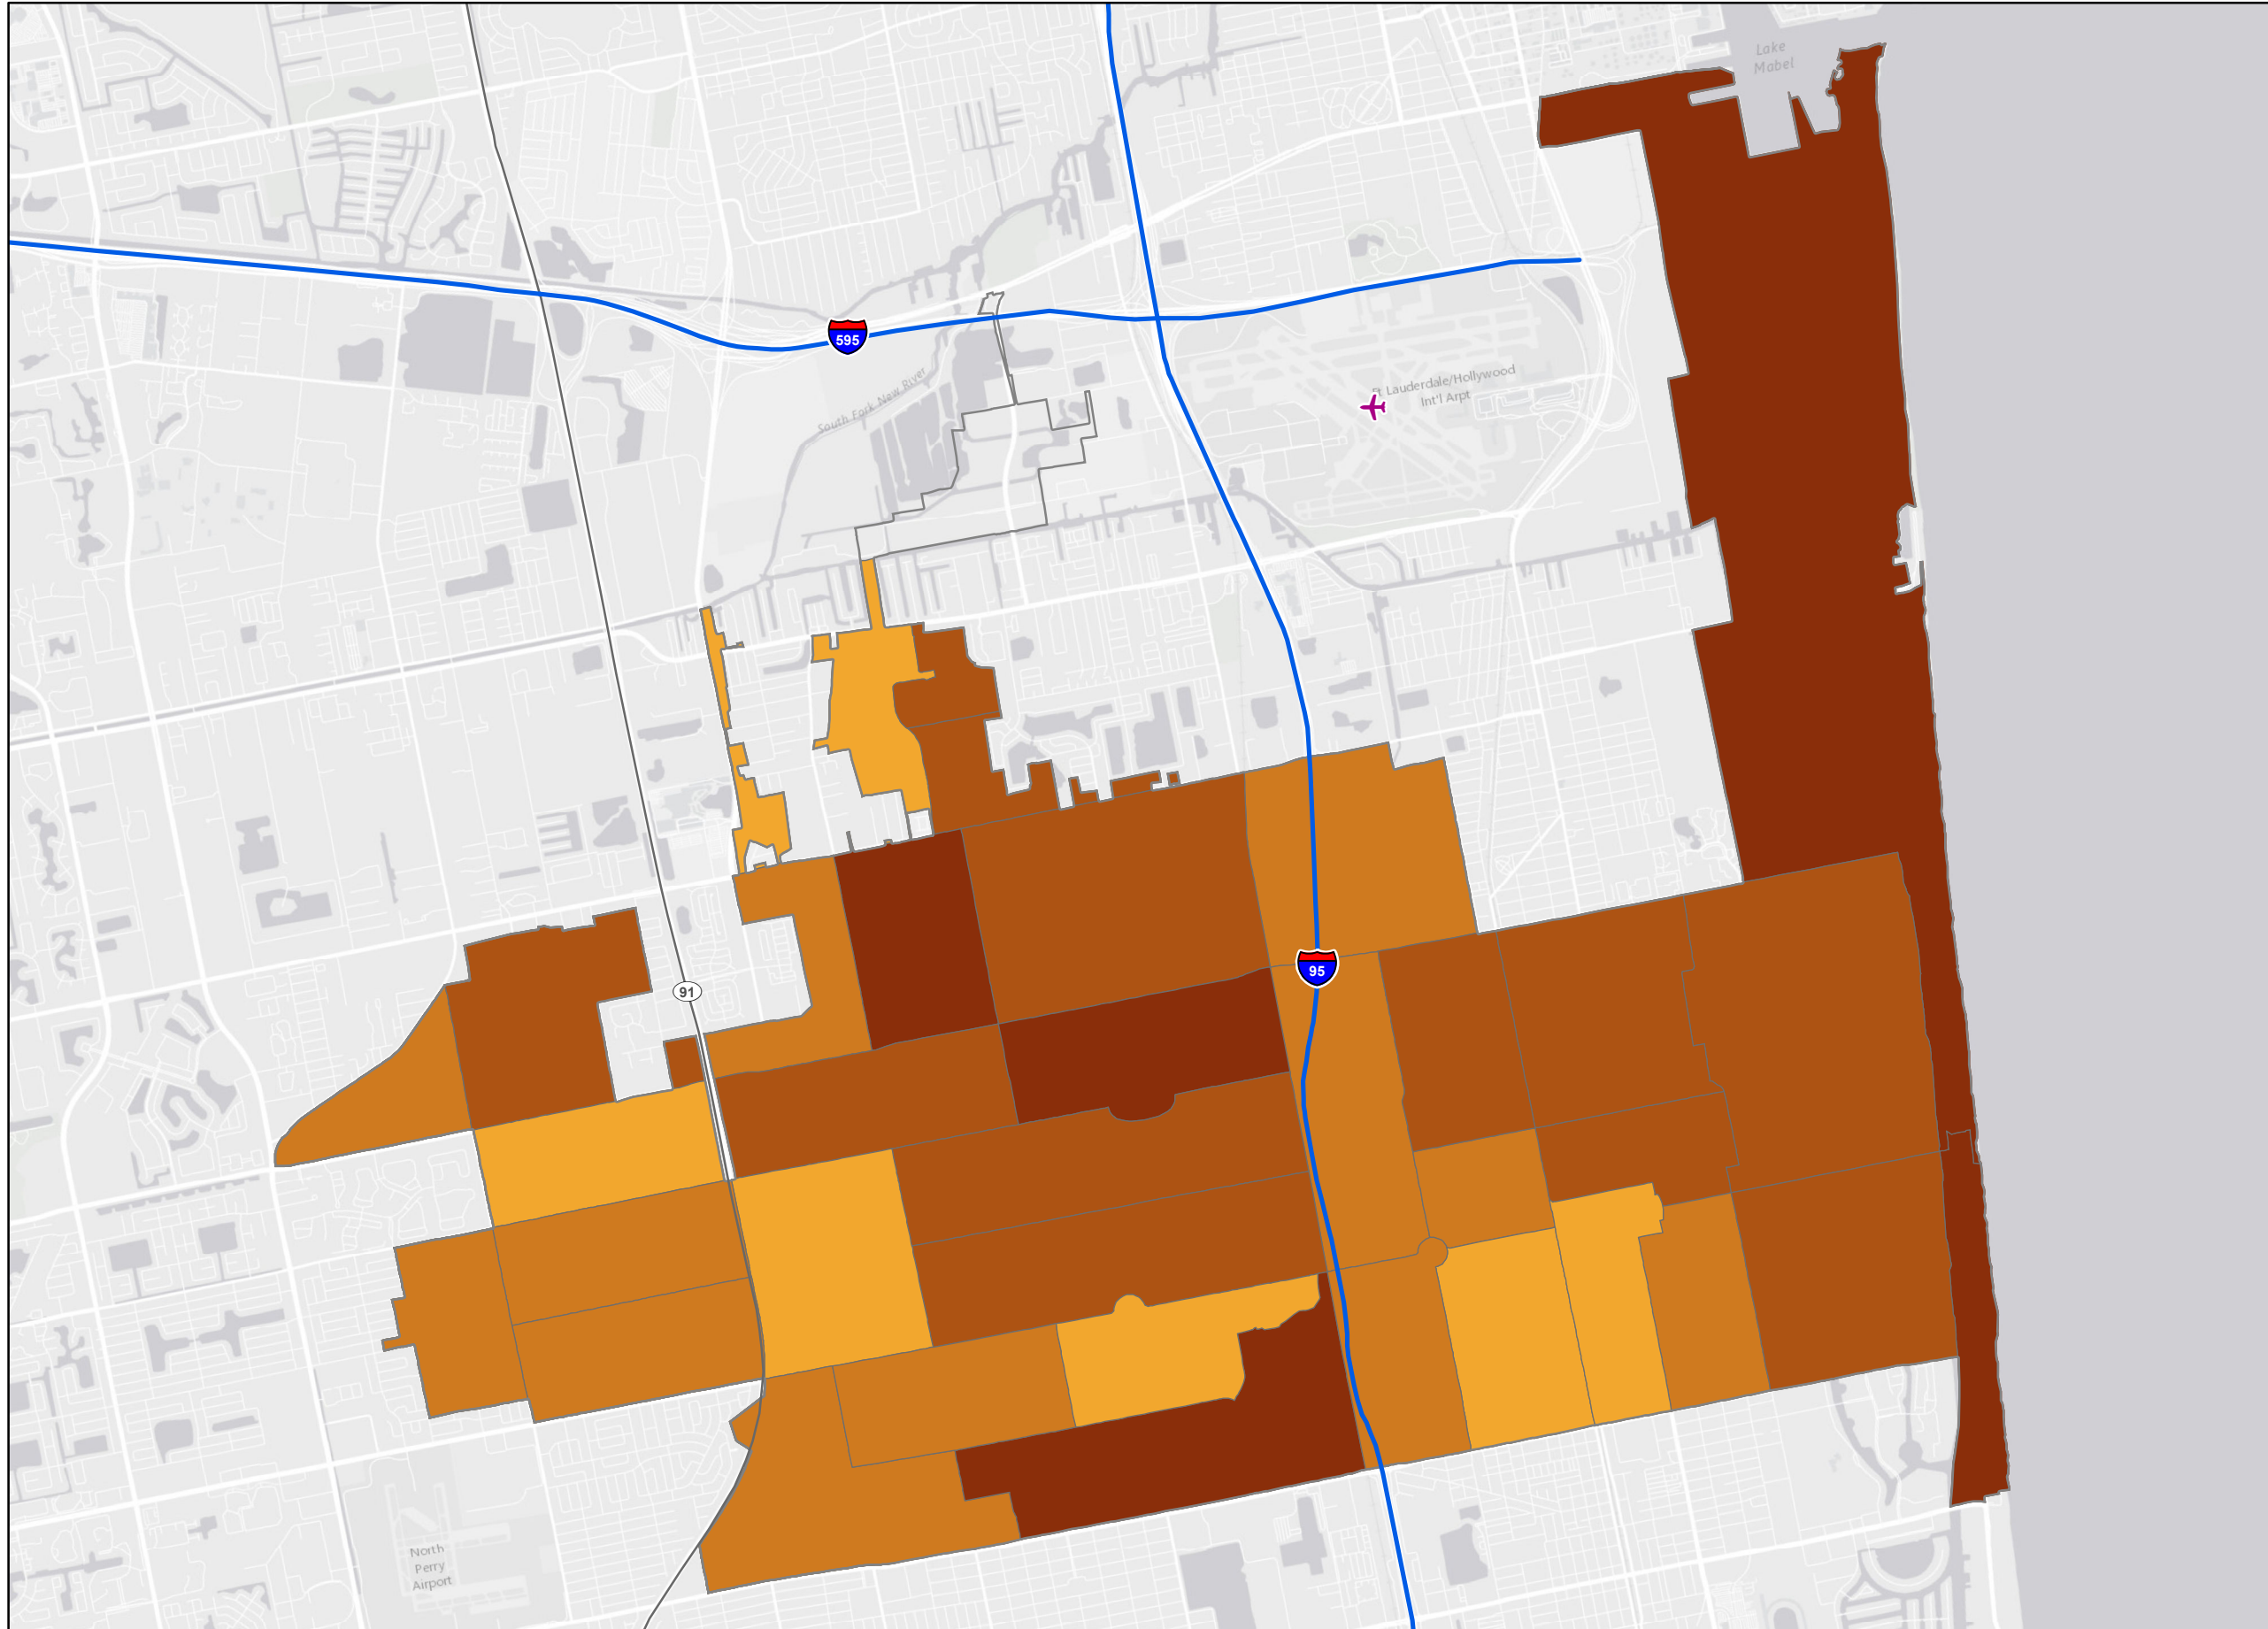 Lake
Mabel
595
South Fork New River
Ft Lauderdale/Hollywood
Int'l Arpt
95
91
North
Perry
Airport